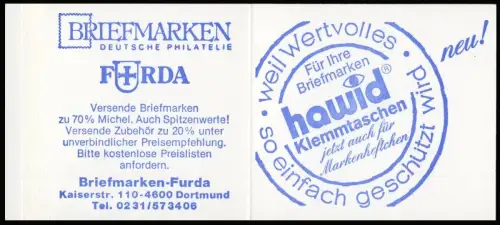 BRIEFMARKEN
DEUTSCHE PHILATELIE
FURDA
Versende Briefmarken
zu 70% Michel. Auch Spitzenwerte!
Versende Zubehör zu 20% unter
unverbindlicher Preisempfehlung.
Bitte kostenlose Preislisten
anfordern.
Briefmarken-Furda
Kaiserstr. 110-4600 Dortmund
Tel. 0231/573406
· weil Wertvolles ·
so einfach geschützt wird
Für Ihre
Briefmarken
hawid®
Klemmtaschen
jetzt auch für
Markenheftchen
neu!